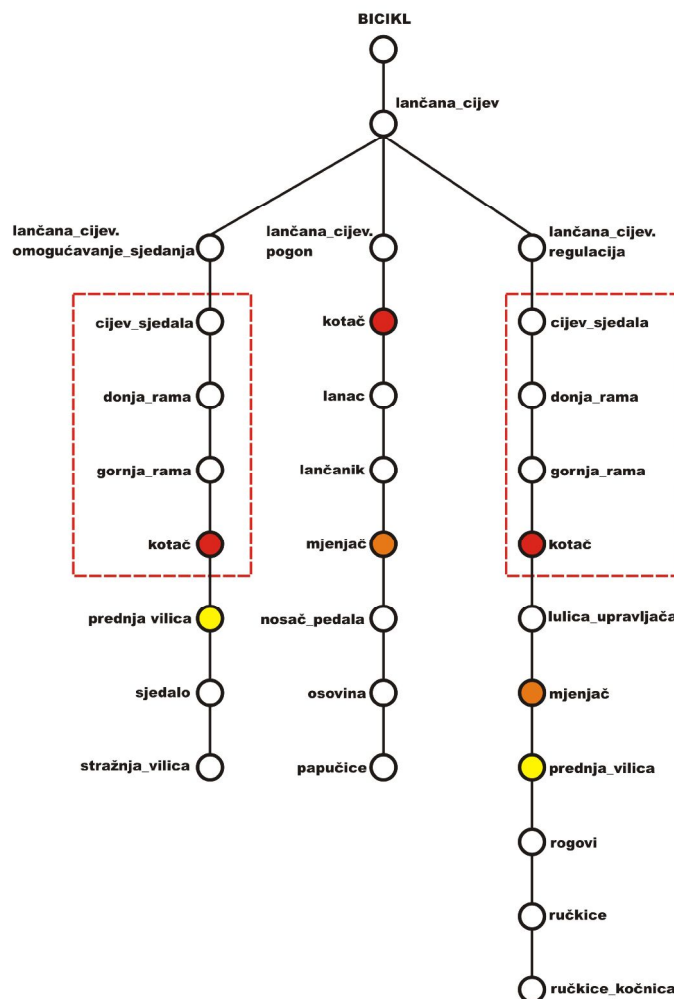 BICIKL
lančana_cijev
lančana_cijev.
omogućavanje_sjedanja
cijev_sjedala
donja_rama
gornja_rama
kotač
prednja vilica
sjedalo
stražnja_vilica
lančana_cijev.
pogon
kotač
lanac
lančanik
mjenjač
nosač_pedala
osovina
papučice
lančana_cijev.
regulacija
cijev_sjedala
donja_rama
gornja_rama
kotač
lulica_upravljača
mjenjač
prednja_vilica
rogovi
ručkice
ručkice_kočnica